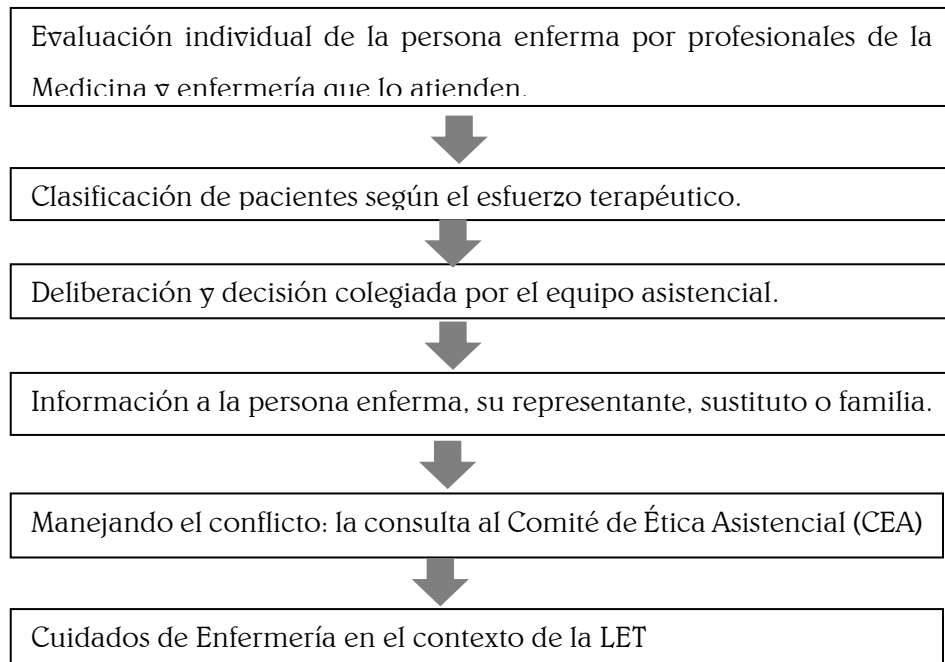 Evaluación individual de la persona enferma por profesionales de la
Medicina y enfermería que lo atienden.
Clasificación de pacientes según el esfuerzo terapéutico.
Deliberación y decisión colegiada por el equipo asistencial.
Información a la persona enferma, su representante, sustituto o familia.
Manejando el conflicto: la consulta al Comité de Ética Asistencial (CEA)
Cuidados de Enfermería en el contexto de la LET